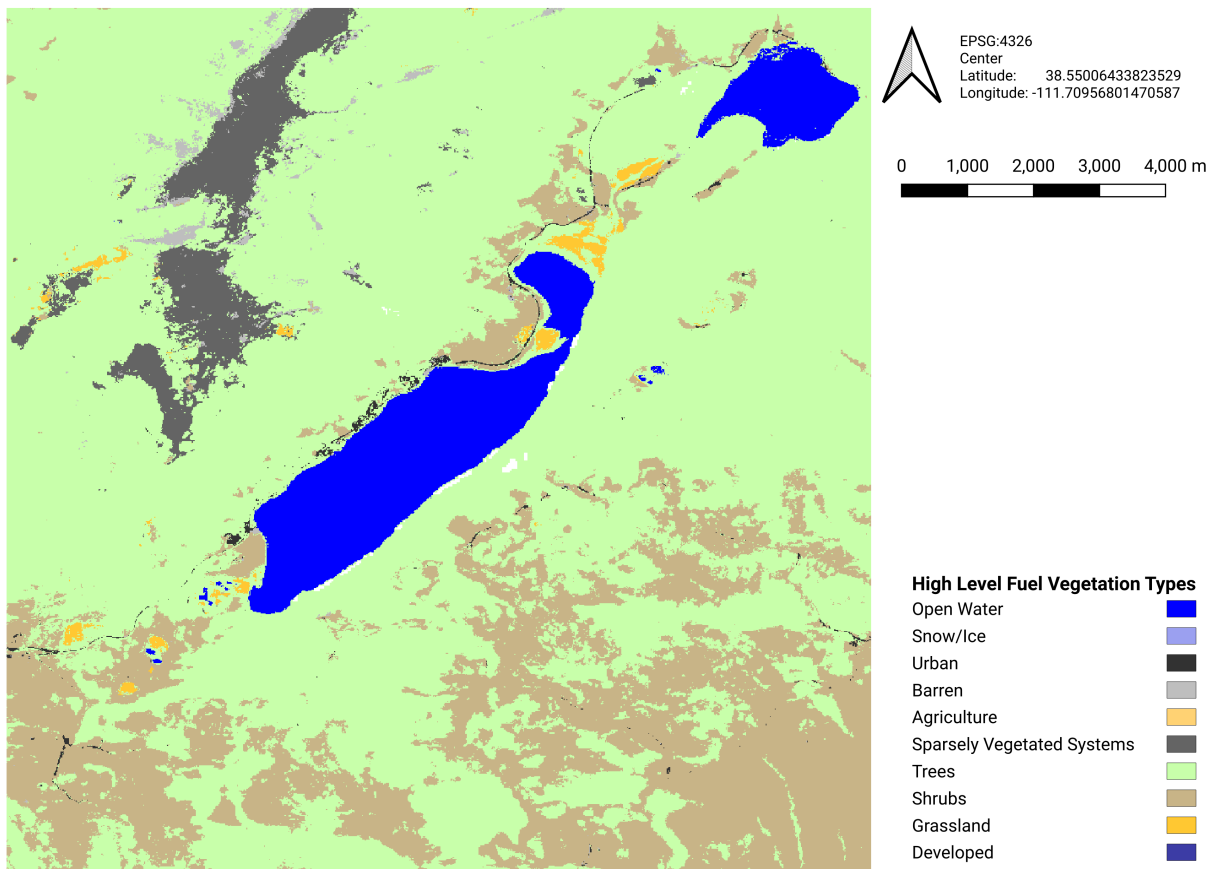 EPSG:4326
Center
Latitude: 38.55006433823529
Longitude: -111.70956801470587
0 1,000 2,000 3,000 4,000 m
High Level Fuel Vegetation Types
Open Water
Snow/Ice
Urban
Barren
Agriculture
Sparsely Vegetated Systems
Trees
Shrubs
Grassland
Developed